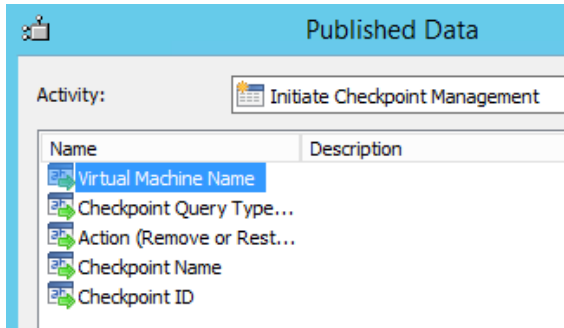 Published Data
Activity: Initiate Checkpoint Management
Name Description
Virtual Machine Name
Checkpoint Query Type...
Action (Remove or Rest...
Checkpoint Name
Checkpoint ID